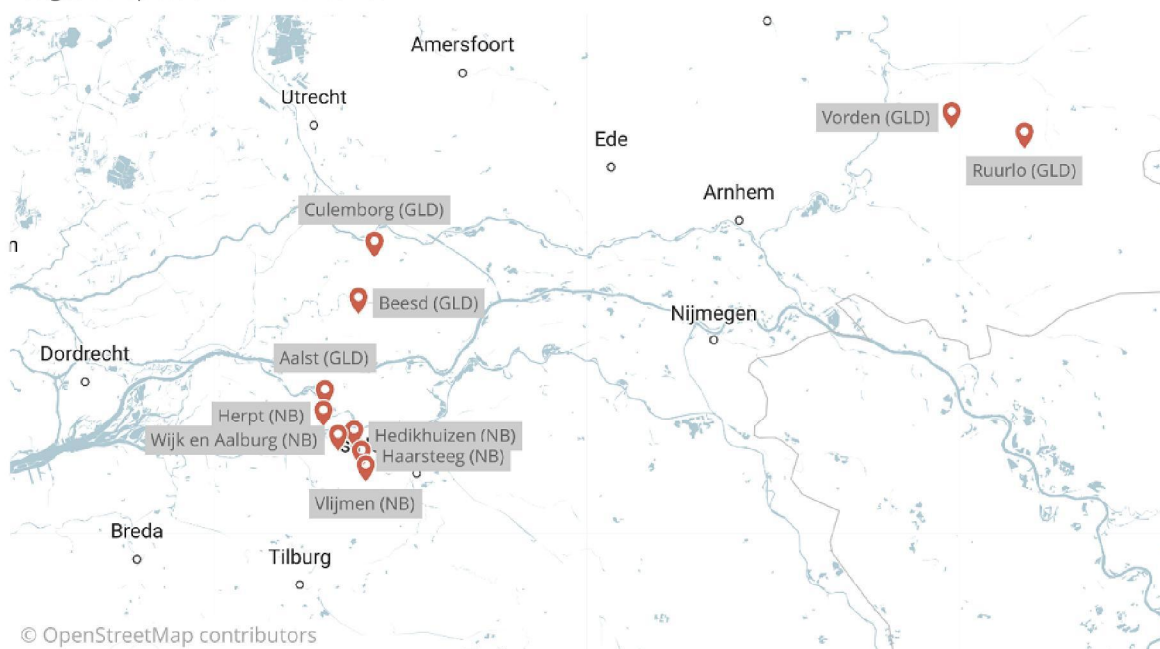 Amersfoort
Utrecht
Vorden (GLD)
Ede
Ruurlo (GLD)
Arnhem
Culemborg (GLD)
n
Beesd (GLD)
Nijmegen
Dordrecht
Aalst (GLD)
Herpt (NB)
Wijk en Aalburg (NB)
Hedikhuizen (NB)
Haarsteeg (NB)
Vlijmen (NB)
Breda
Tilburg
© OpenStreetMap contributors